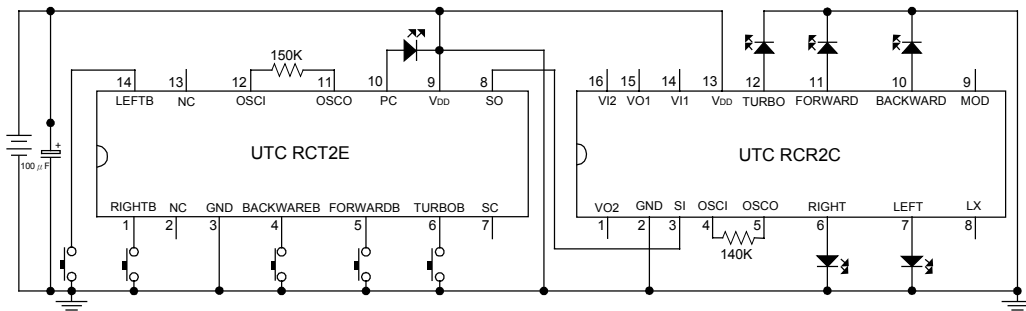 150K
14 13 12 11 10 9 8
LEFTB NC OSCI OSCO PC VDD SO
UTC RCT2E
100μF
+
RIGHTB NC GND BACKWAREB FORWARDB TURBOB SC
1 2 3 4 5 6 7
16 15 14 13 12 11 10 9
VI2 VO1 VI1 VDD TURBO FORWARD BACKWARD MOD
UTC RCR2C
VO2 GND SI OSCI OSCO RIGHT LEFT LX
1 2 3 4 5 6 7 8
140K